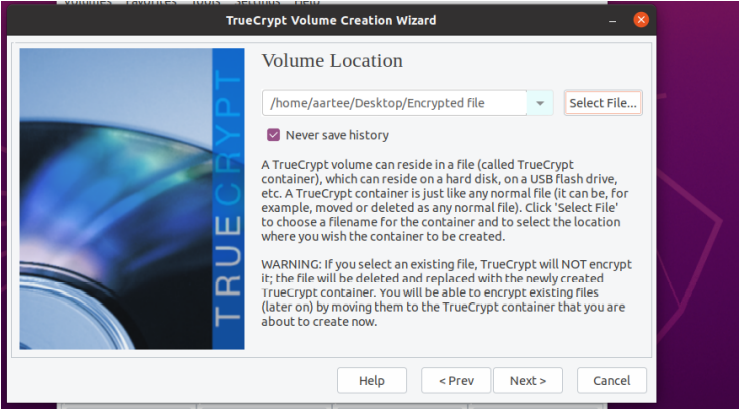 Volumes Favorites Tools Settings Help
TrueCrypt Volume Creation Wizard
TRUECRYPT
Volume Location
/home/aartee/Desktop/Encrypted file
Select File...
Never save history
A TrueCrypt volume can reside in a file (called TrueCrypt
container), which can reside on a hard disk, on a USB flash drive,
etc. A TrueCrypt container is just like any normal file (it can be, for
example, moved or deleted as any normal file). Click 'Select File'
to choose a filename for the container and to select the location
where you wish the container to be created.
WARNING: If you select an existing file, TrueCrypt will NOT encrypt
it; the file will be deleted and replaced with the newly created
TrueCrypt container. You will be able to encrypt existing files
(later on) by moving them to the TrueCrypt container that you are
about to create now.
Help
< Prev
Next >
Cancel